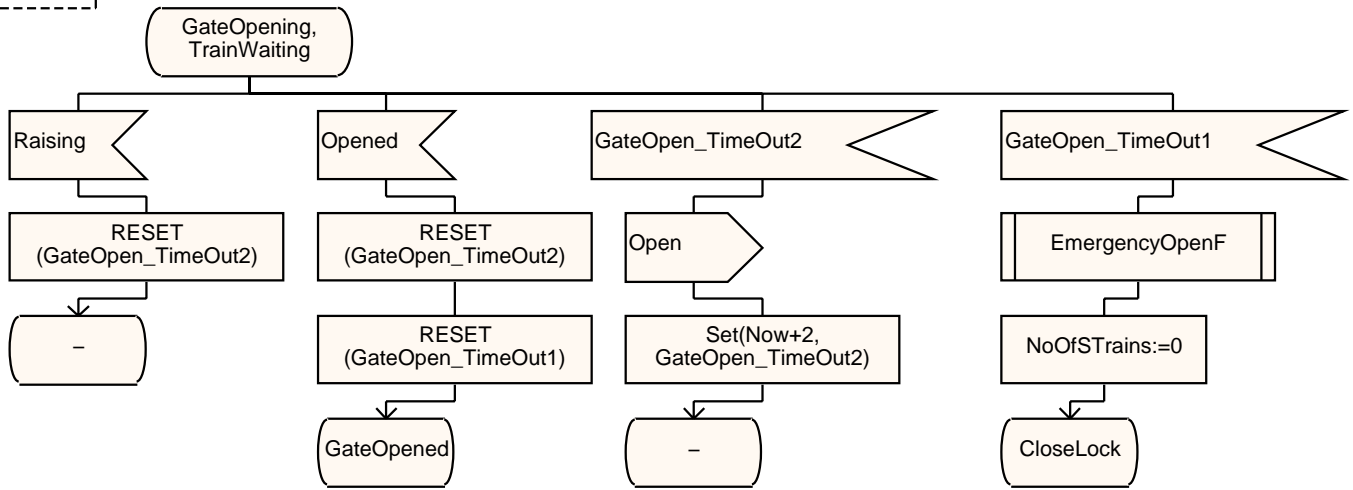 GateOpening,
TrainWaiting
Raising
Opened
GateOpen_TimeOut2
GateOpen_TimeOut1
RESET
(GateOpen_TimeOut2)
RESET
(GateOpen_TimeOut2)
Open
EmergencyOpenF
–
RESET
(GateOpen_TimeOut1)
Set(Now+2,
GateOpen_TimeOut2)
NoOfSTrains:=0
GateOpened
–
CloseLock